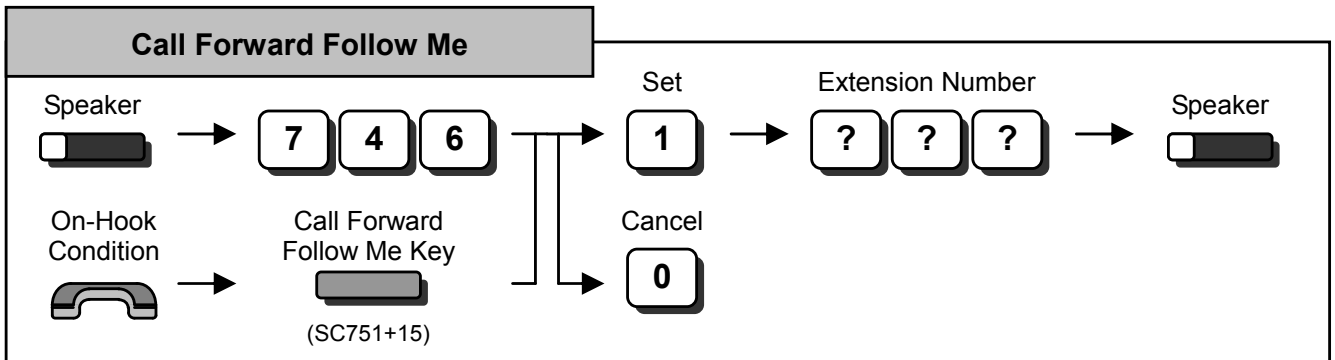 Call Forward Follow Me
Set
Extension Number
Speaker
Speaker
7 4 6
1
? ? ?
On-Hook
Condition
Call Forward
Follow Me Key
Cancel
0
(SC751+15)